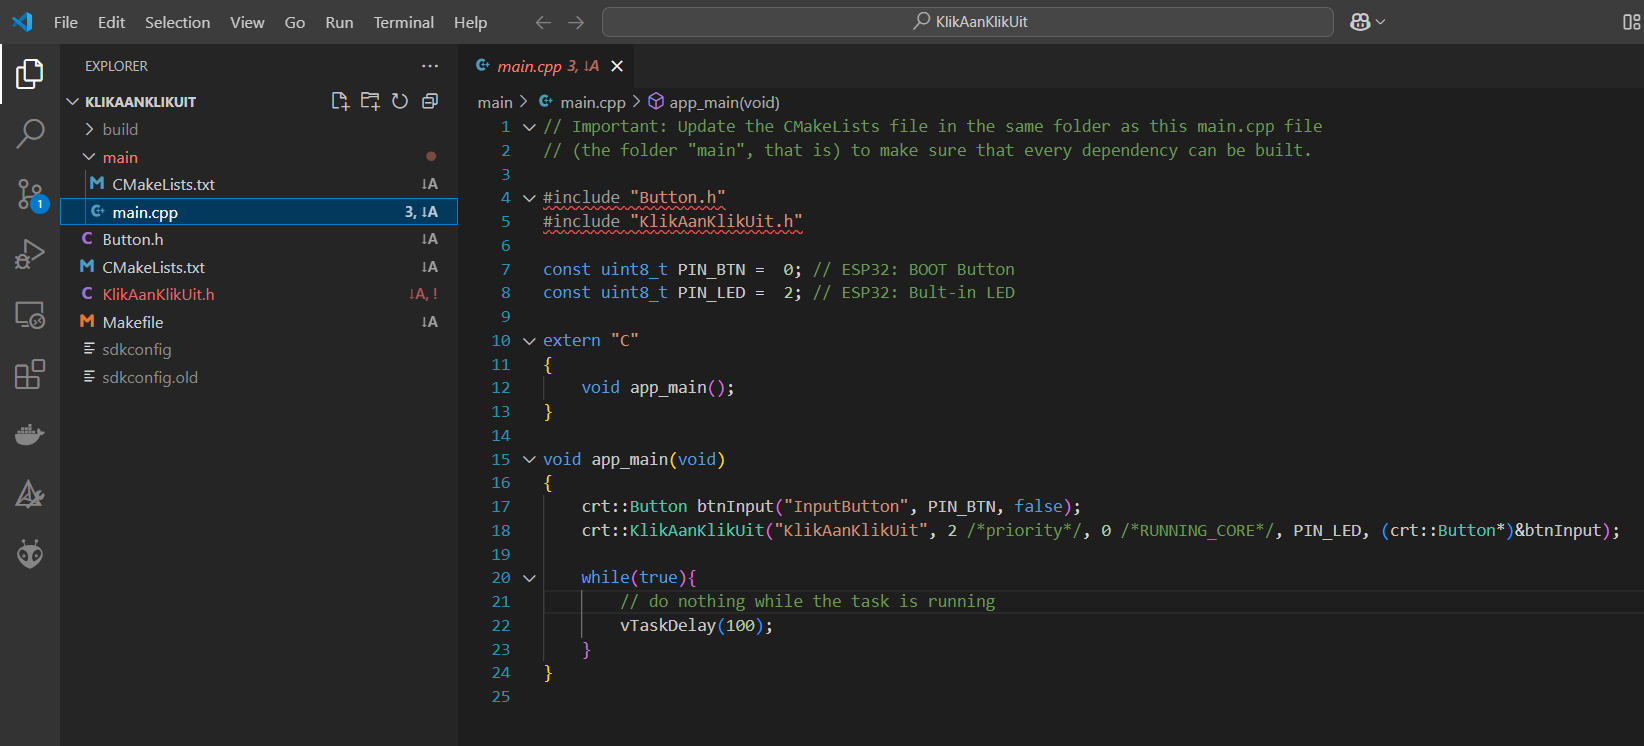 File Edit Selection View Go Run Terminal Help
KlikAanKlikUit
EXPLORER
KLIKAANKLIKUIT
build
main
CMakeLists.txt ↓A
main.cpp 3, ↓A
Button.h ↓A
CMakeLists.txt ↓A
KlikAanKlikUit.h ↓A, !
Makefile ↓A
sdkconfig
sdkconfig.old
1
main.cpp 3, ↓A
main > main.cpp > app_main(void)
1 // Important: Update the CMakeLists file in the same folder as this main.cpp file
2 // (the folder "main", that is) to make sure that every dependency can be built.
3
4 #include "Button.h"
5 #include "KlikAanKlikUit.h"
6
7 const uint8_t PIN_BTN =  0; // ESP32: BOOT Button
8 const uint8_t PIN_LED =  2; // ESP32: Bult-in LED
9
10 extern "C"
11 {
12     void app_main();
13 }
14
15 void app_main(void)
16 {
17     crt::Button btnInput("InputButton", PIN_BTN, false);
18     crt::KlikAanKlikUit("KlikAanKlikUit", 2 /*priority*/, 0 /*RUNNING_CORE*/, PIN_LED, (crt::Button*)&btnInput);
19
20     while(true){
21         // do nothing while the task is running
22         vTaskDelay(100);
23     }
24 }
25